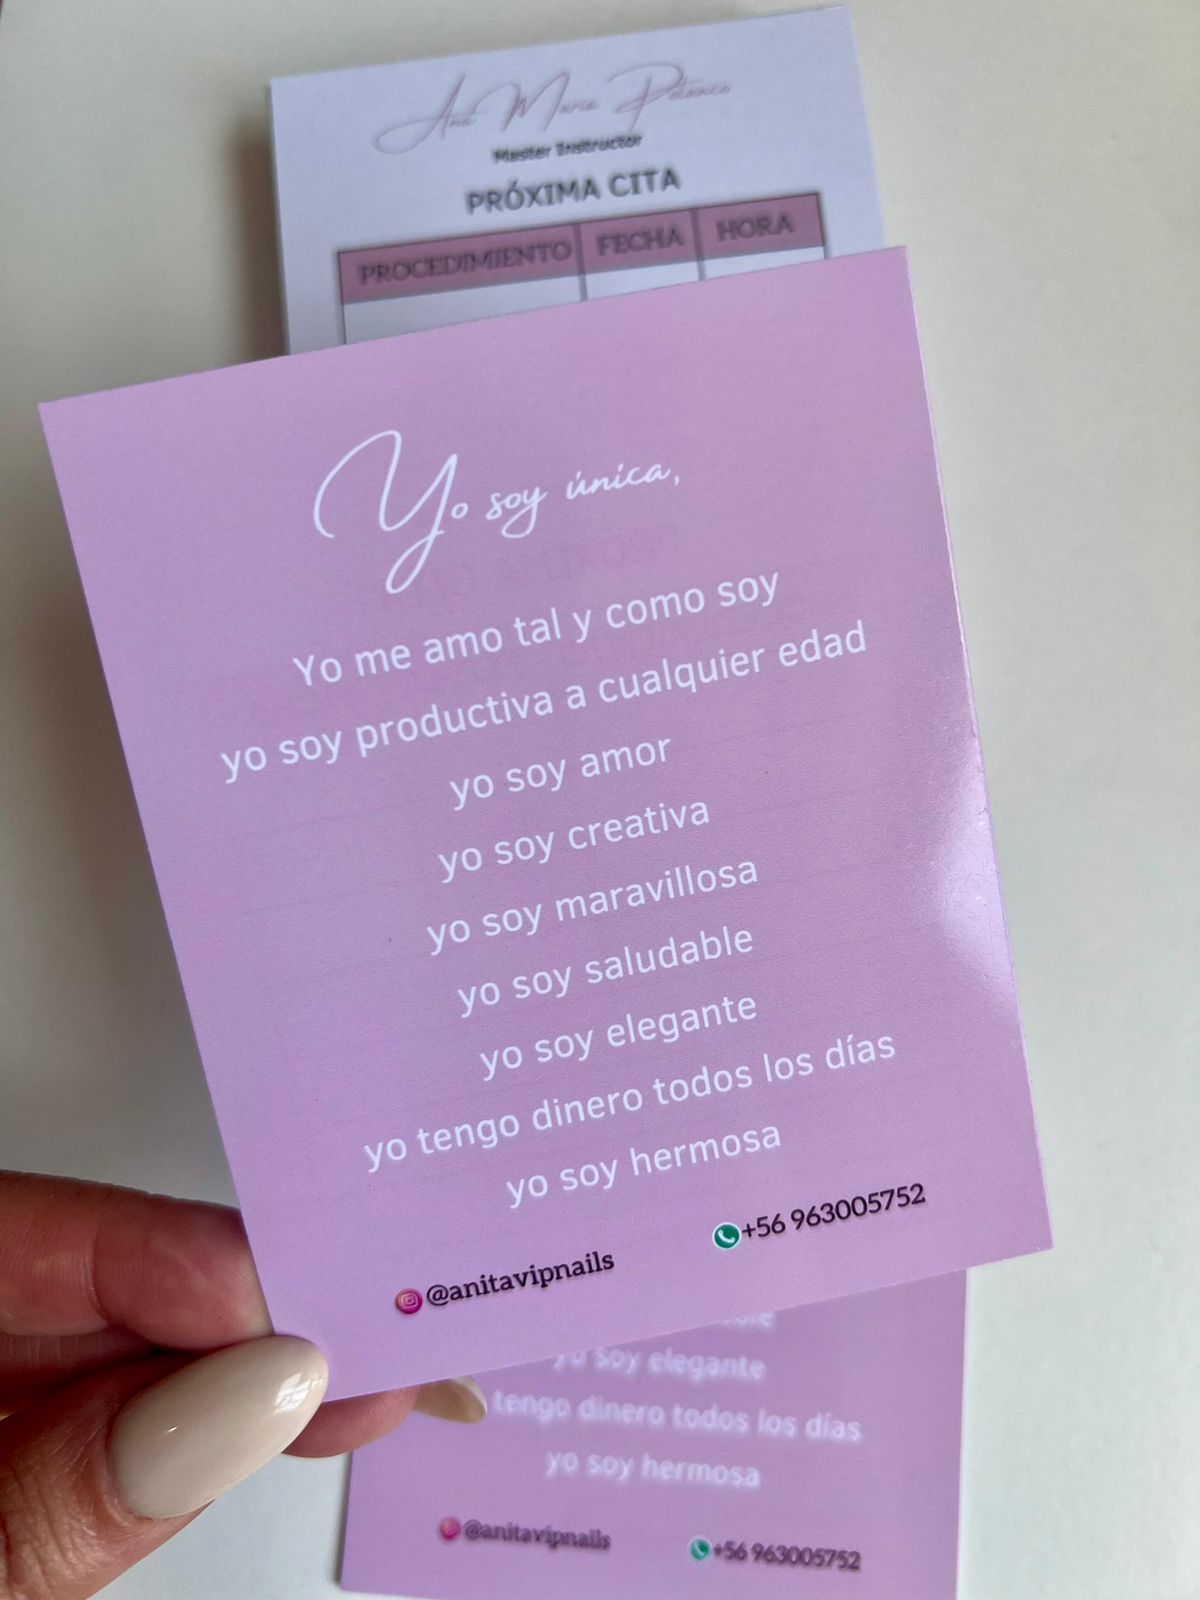 Ana María Polanco
Master Instructor
PRÓXIMA CITA
PROCEDIMIENTO FECHA HORA
Yo soy única,
Yo me amo tal y como soy
yo soy productiva a cualquier edad
yo soy amor
yo soy creativa
yo soy maravillosa
yo soy saludable
yo soy elegante
yo tengo dinero todos los días
yo soy hermosa
@anitavipnails +56 963005752
yo soy elegante
tengo dinero todos los días
yo soy hermosa
@anitavipnails +56 963005752